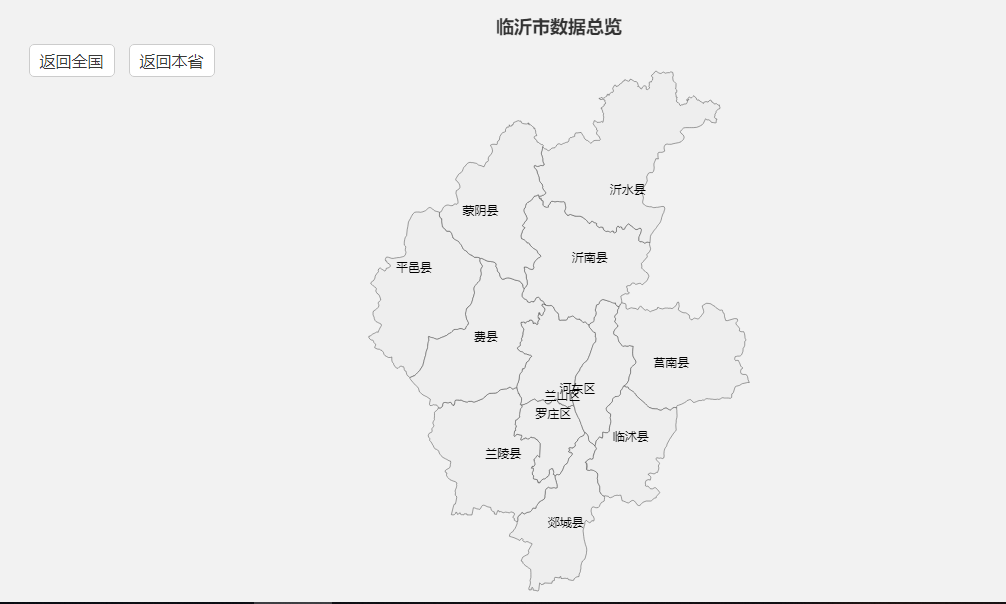 临沂市数据总览
返回全国
返回本省
沂水县
蒙阴县
沂南县
平邑县
费县
莒南县
河东区
兰山区
罗庄区
临沭县
兰陵县
郯城县